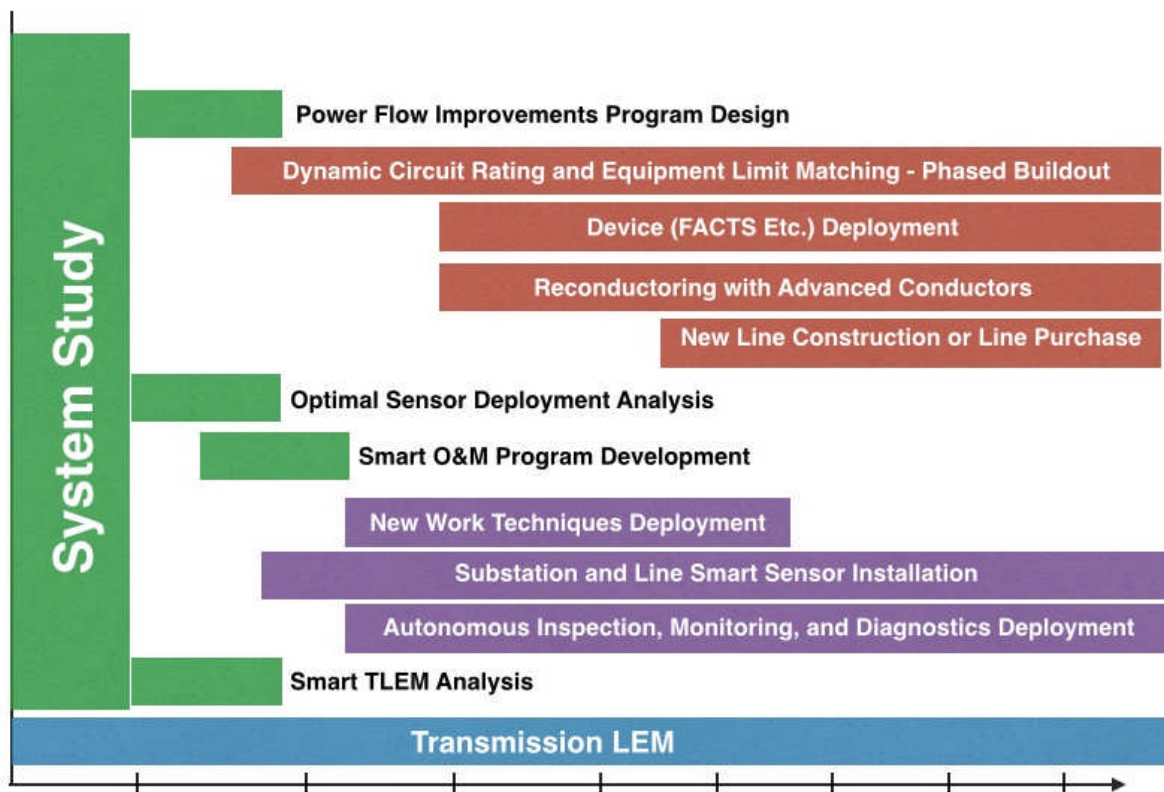 System Study
Power Flow Improvements Program Design
Dynamic Circuit Rating and Equipment Limit Matching - Phased Buildout
Device (FACTS Etc.) Deployment
Reconductoring with Advanced Conductors
New Line Construction or Line Purchase
Optimal Sensor Deployment Analysis
Smart O&M Program Development
New Work Techniques Deployment
Substation and Line Smart Sensor Installation
Autonomous Inspection, Monitoring, and Diagnostics Deployment
Smart TLEM Analysis
Transmission LEM